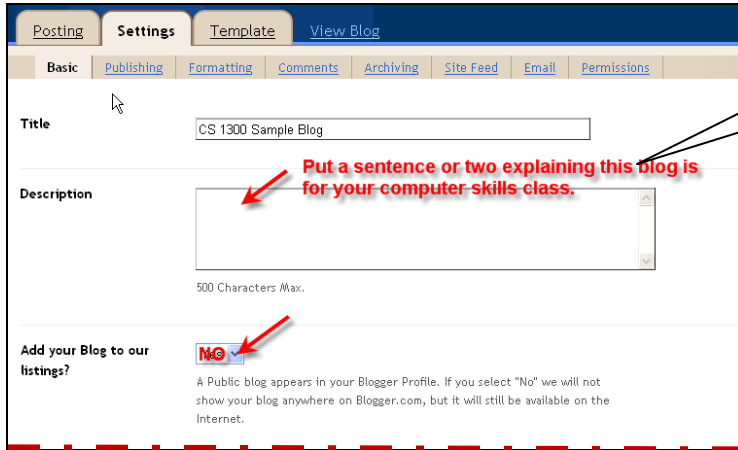 Posting Settings Template View Blog
Basic Publishing Formatting Comments Archiving Site Feed Email Permissions
Title
CS 1300 Sample Blog
Put a sentence or two explaining this blog is
for your computer skills class.
Description
500 Characters Max.
Add your Blog to our
listings?
NO
A Public blog appears in your Blogger Profile. If you select "No" we will not
show your blog anywhere on Blogger.com, but it will still be available on the
Internet.